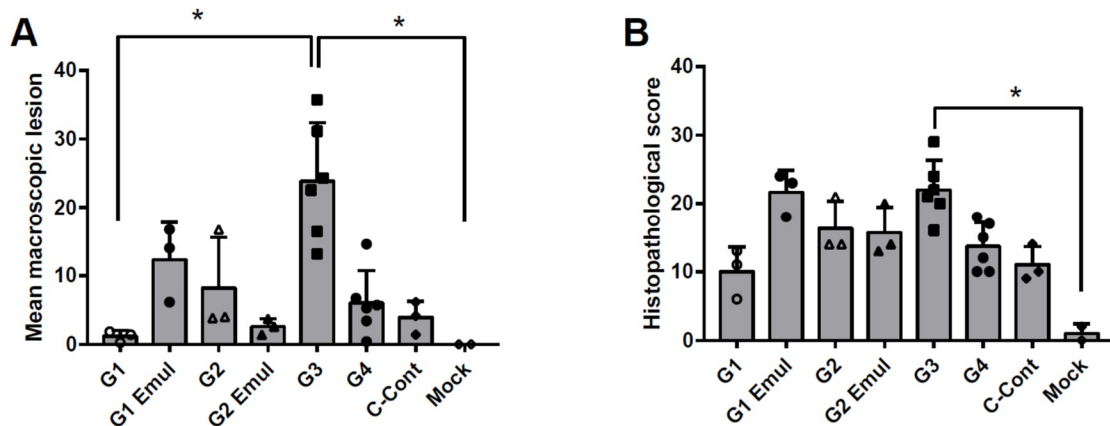 A
*
*
Mean macroscopic lesion
40
30
20
10
0
G1
G1 Emul
G2
G2 Emul
G3
G4
C-Cont
Mock
B
*
Histopathological score
40
30
20
10
0
G1
G1 Emul
G2
G2 Emul
G3
G4
C-Cont
Mock